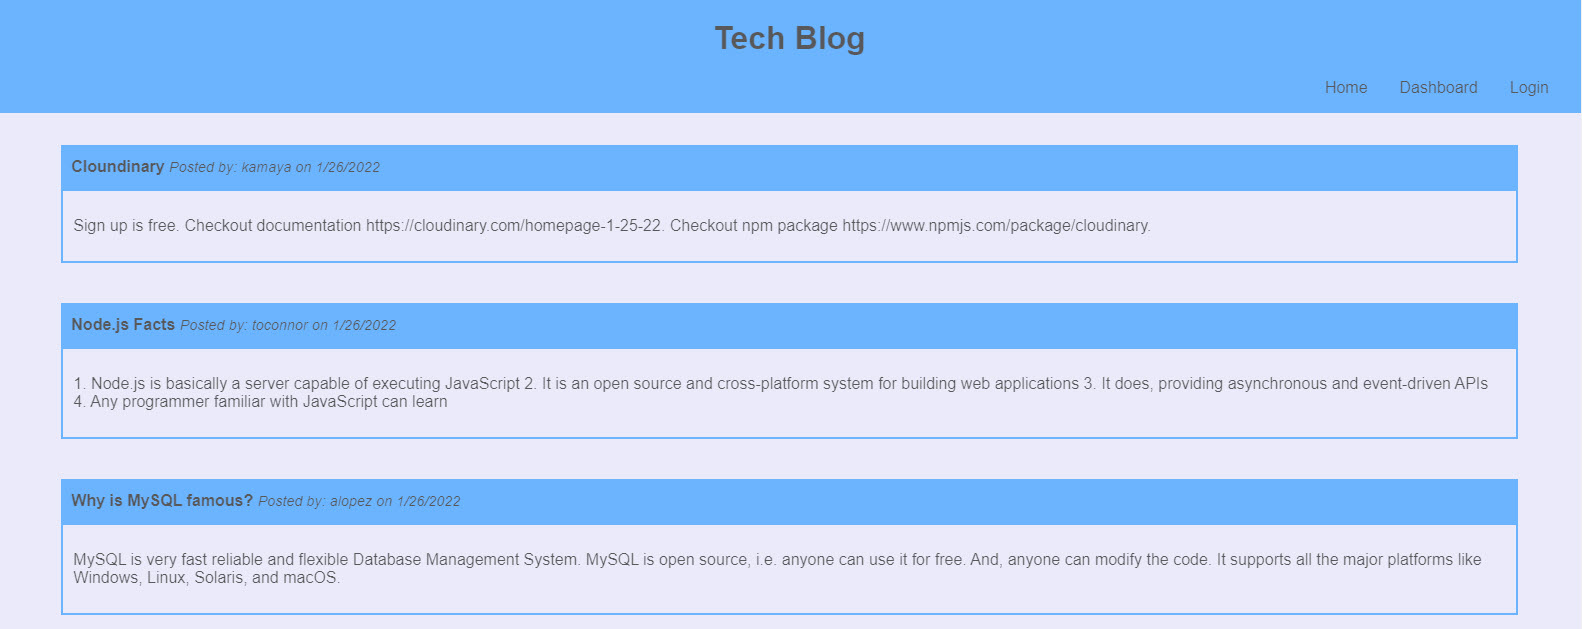 Tech Blog
Home Dashboard Login
Cloundinary Posted by: kamaya on 1/26/2022
Sign up is free. Checkout documentation https://cloudinary.com/homepage-1-25-22. Checkout npm package https://www.npmjs.com/package/cloudinary.
Node.js Facts Posted by: toconnor on 1/26/2022
1. Node.js is basically a server capable of executing JavaScript 2. It is an open source and cross-platform system for building web applications 3. It does, providing asynchronous and event-driven APIs
4. Any programmer familiar with JavaScript can learn
Why is MySQL famous? Posted by: alopez on 1/26/2022
MySQL is very fast reliable and flexible Database Management System. MySQL is open source, i.e. anyone can use it for free. And, anyone can modify the code. It supports all the major platforms like
Windows, Linux, Solaris, and macOS.